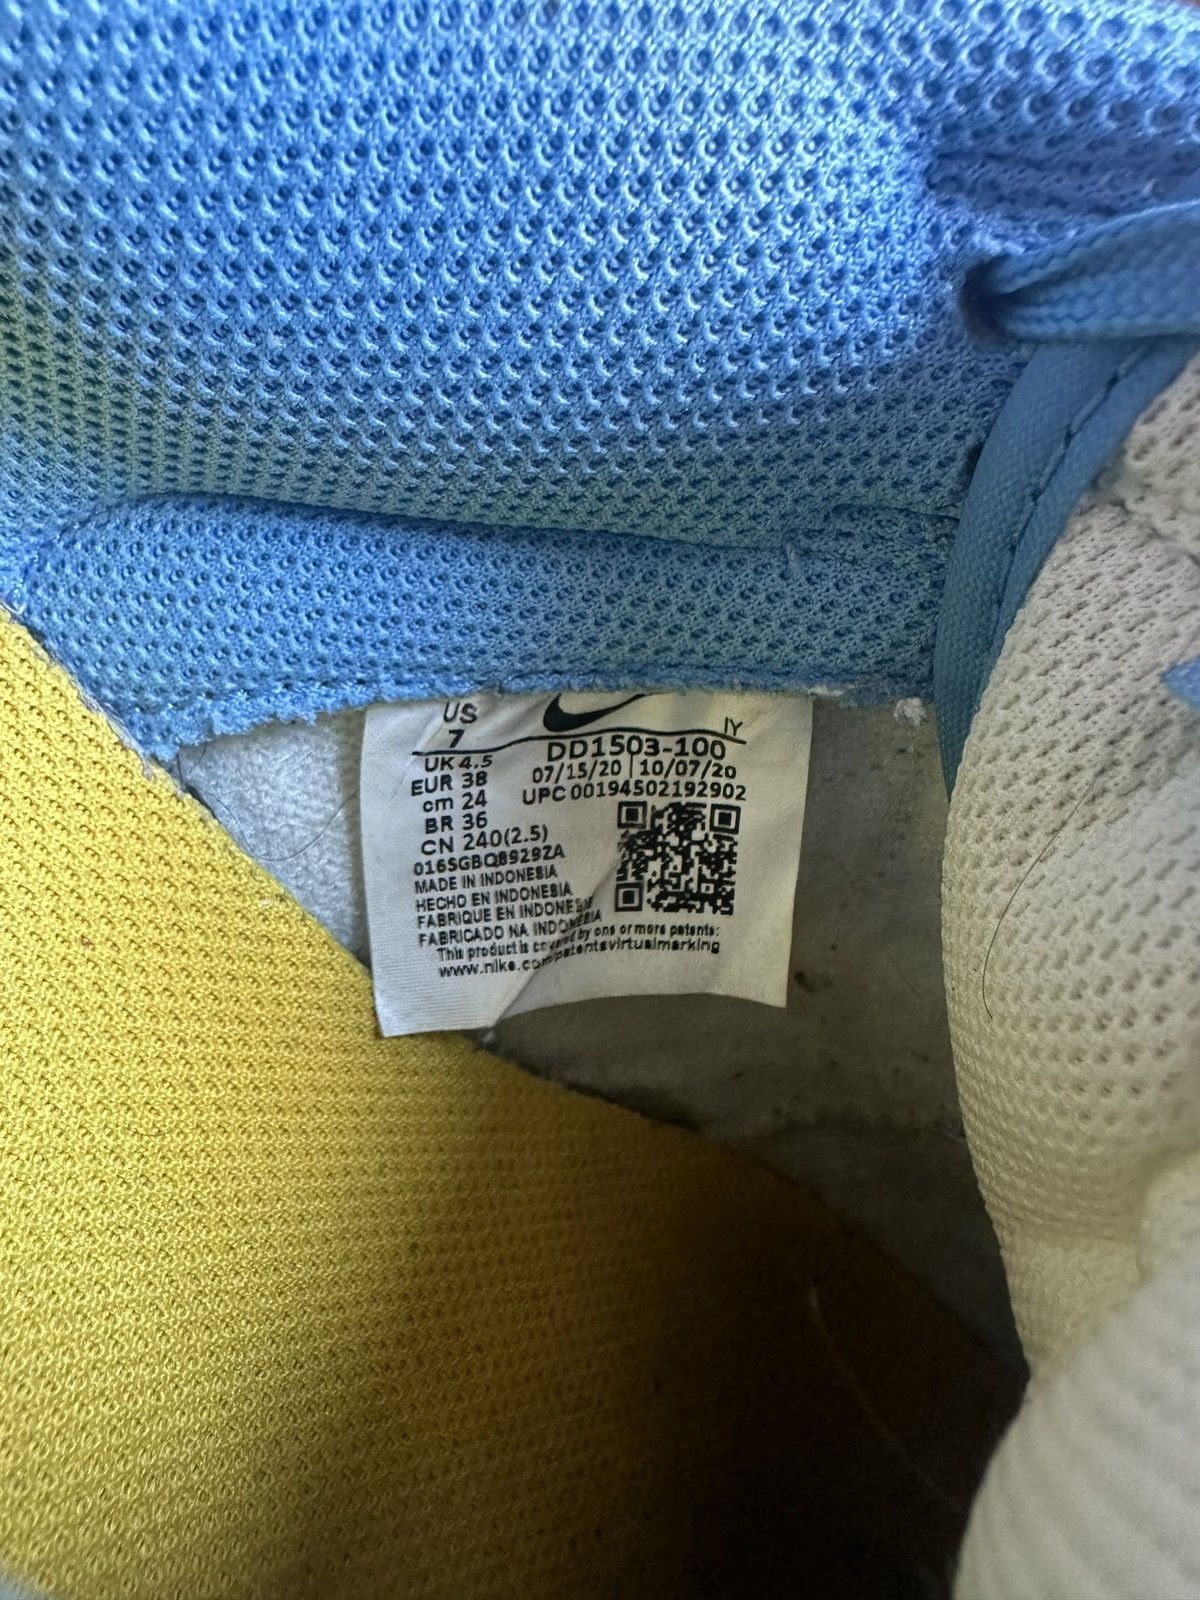 US
7
UK 4.5
EUR 38
cm 24
BR 36
CN 240(2.5)
IY
DD1503-100
07/15/20 10/07/20
UPC 00194502192902
016SGBQ89292A
MADE IN INDONESIA
HECHO EN INDONESIA
FABRIQUE EN INDONESIE
FABRICADO NA INDONESIA
This product is covered by one or more patents:
www.nike.com/patentsvirtualmarking